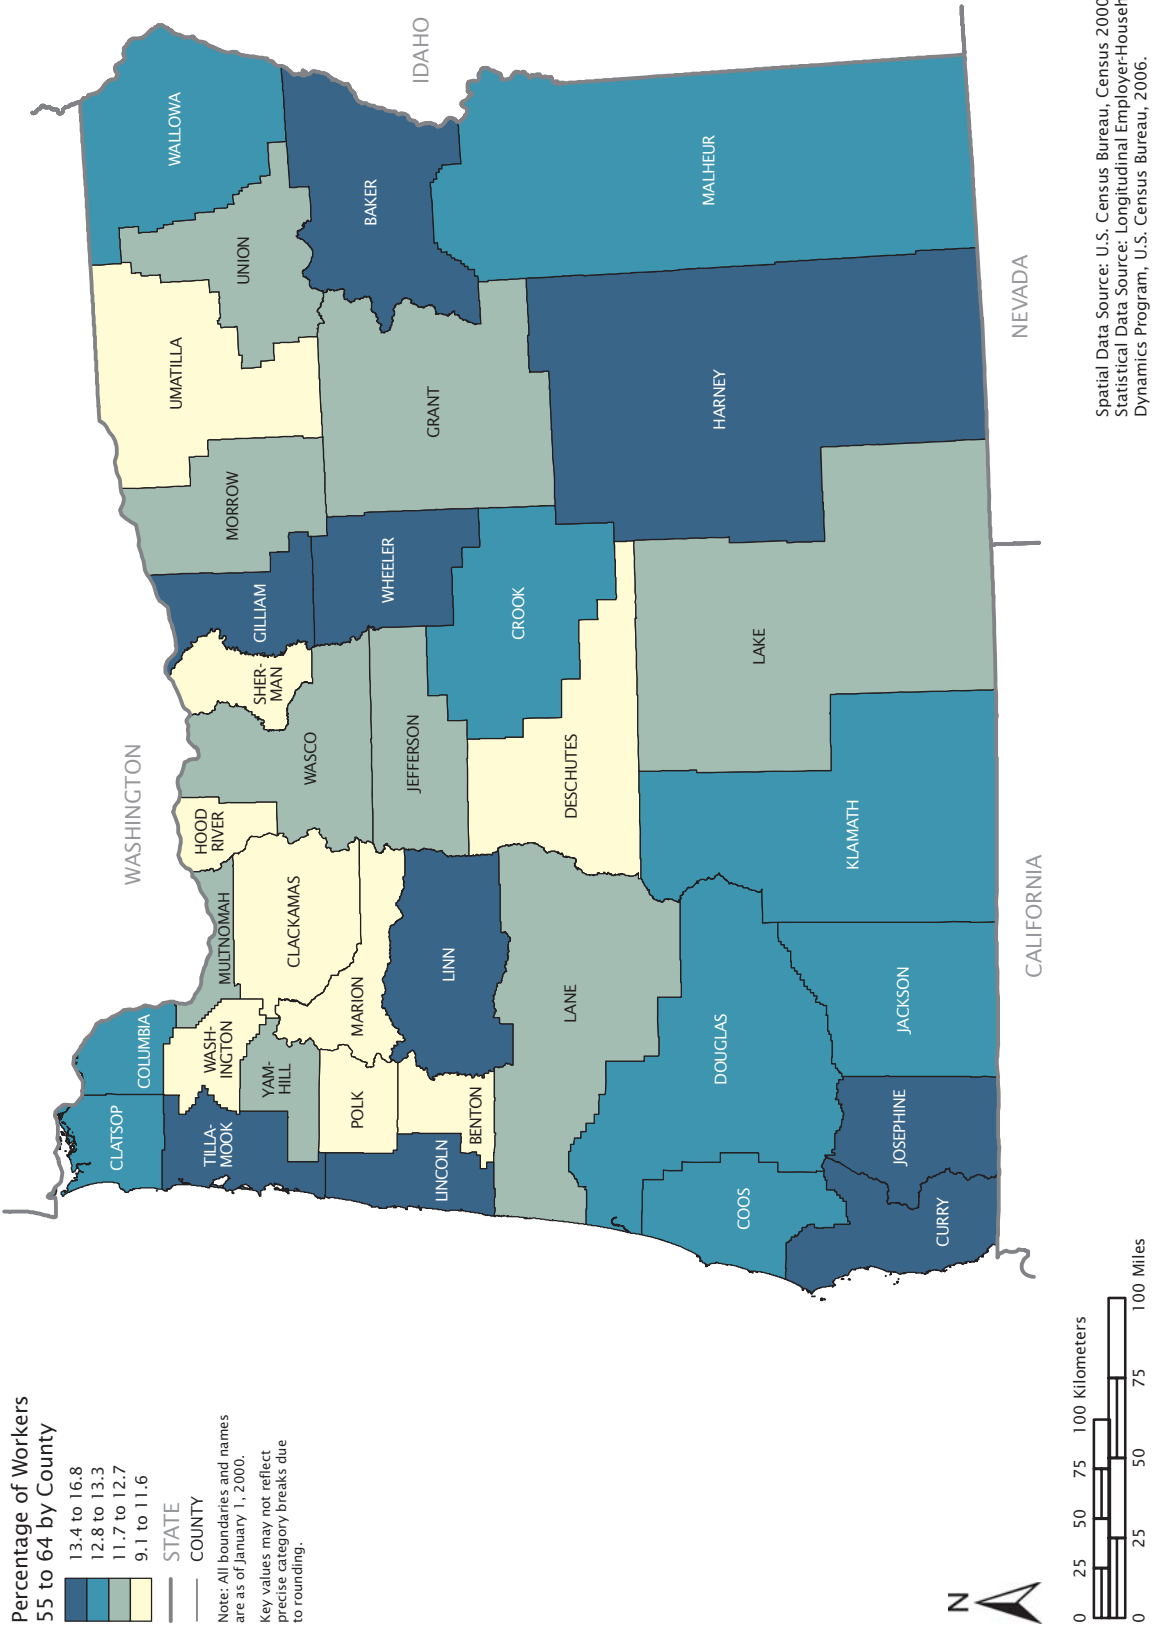 Percentage of Workers
55 to 64 by County
13.4 to 16.8
12.8 to 13.3
11.7 to 12.7
9.1 to 11.6
STATE
COUNTY
Note: All boundaries and names
are as of January 1, 2000.
Key values may not reflect
precise category breaks due
to rounding.
WASHINGTON
IDAHO
NEVADA
CALIFORNIA
CLATSOP
COLUMBIA
TILLA-
MOOK
WASH-
INGTON
MULTNOMAH
HOOD
RIVER
YAM-
HILL
CLACKAMAS
WASCO
SHER-
MAN
GILLIAM
MORROW
UMATILLA
UNION
WALLOWA
POLK
MARION
LINCOLN
BENTON
LINN
JEFFERSON
WHEELER
GRANT
BAKER
LANE
DESCHUTES
CROOK
MALHEUR
HARNEY
LAKE
KLAMATH
DOUGLAS
COOS
CURRY
JOSEPHINE
JACKSON
N
0 25 50 75 100 Kilometers
0 25 50 75 100 Miles
Spatial Data Source: U.S. Census Bureau, Census 2000
Statistical Data Source: Longitudinal Employer-Househ
Dynamics Program, U.S. Census Bureau, 2006.